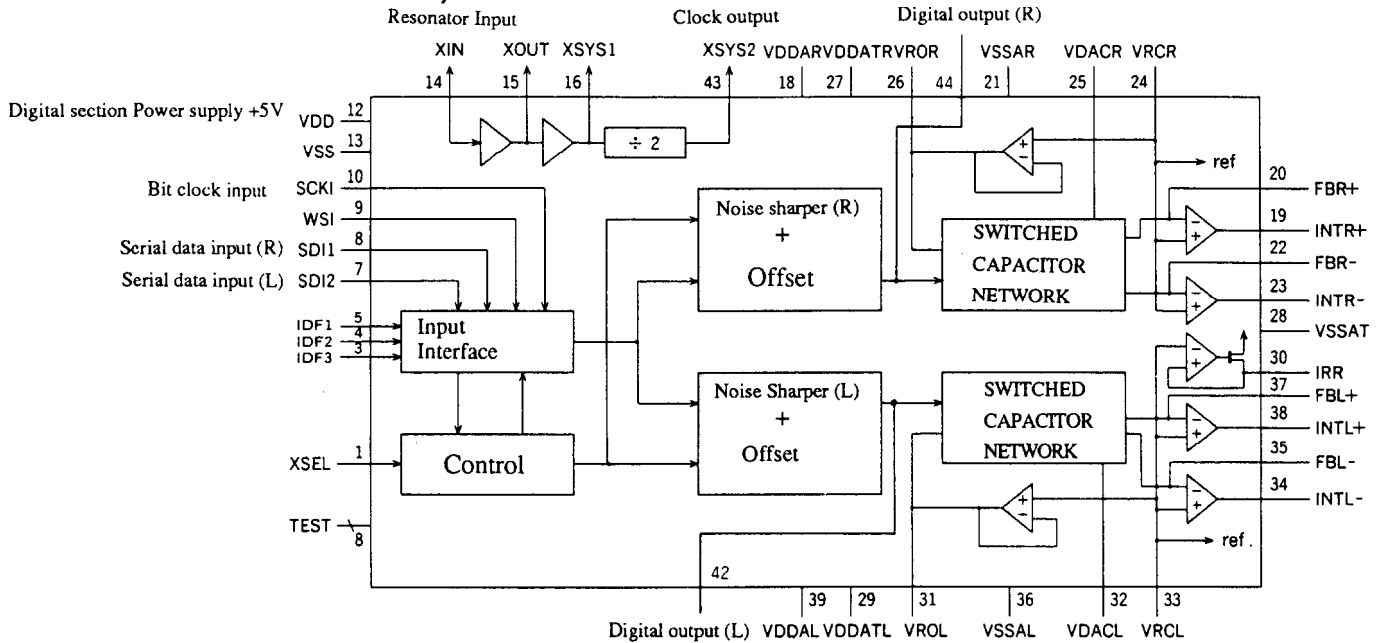 Resonator Input
Clock output
Digital output (R)
XIN XOUT XSYS1 XSYS2 VDDAR VDDATR VROR VSSAR VDACR VRCR
14 15 16 43 18 27 26 44 21 25 24
Digital section Power supply +5V
VDD 12
VSS 13
÷ 2
+
−
ref
Bit clock input SCKI 10
WSI 9
Serial data input (R) SDI1 8
Serial data input (L) SDI2 7
Noise sharper (R)
+
Offset
SWITCHED
CAPACITOR
NETWORK
−
+
−
+
20 FBR+
19 INTR+
22 FBR-
23 INTR-
28 VSSAT
IDF1 5
IDF2 4
IDF3 3
Input
Interface
−
+
30 IRR
37 FBL+
38 INTL+
35 FBL-
34 INTL-
XSEL 1
Control
Noise Sharper (L)
+
Offset
SWITCHED
CAPACITOR
NETWORK
−
+
−
+
+
−
TEST 8
ref .
42 39 29 31 36 32 33
Digital output (L) VDDAL VDDATL VROL VSSAL VDACL VRCL